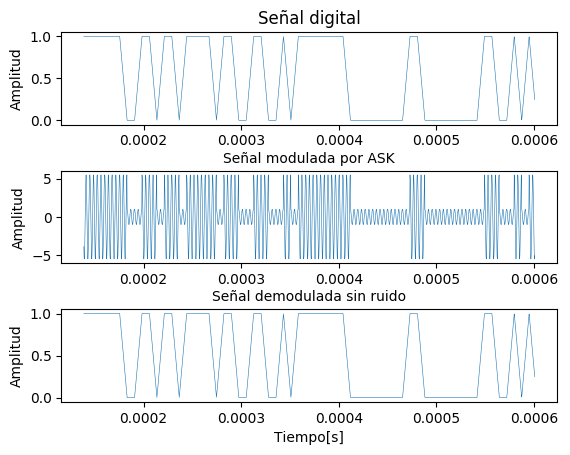 Señal digital
Amplitud
1.0
0.5
0.0
0.0002 0.0003 0.0004 0.0005 0.0006
Señal modulada por ASK
Amplitud
5
0
−5
0.0002 0.0003 0.0004 0.0005 0.0006
Señal demodulada sin ruido
Amplitud
1.0
0.5
0.0
0.0002 0.0003 0.0004 0.0005 0.0006
Tiempo[s]